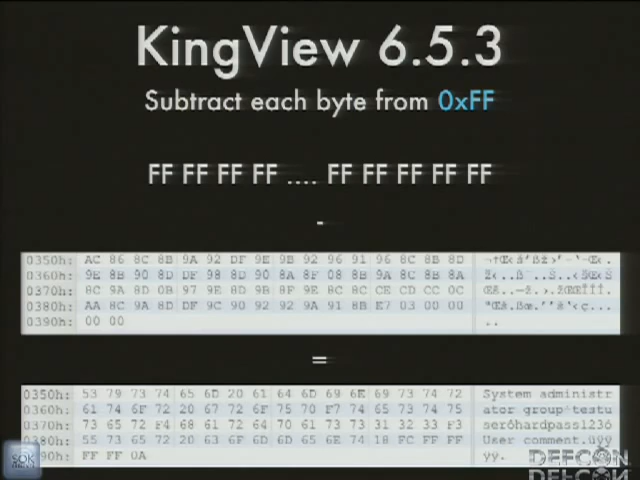 KingView 6.5.3
Subtract each byte from 0xFF
FF FF FF FF .... FF FF FF FF FF
-
0350h: AC 86 8C 8B 9A 92 DF 9E 9B 92 96 91 96 8C 8B 8D
0360h: 9E 8B 90 8D DF 98 8D 90 8A 8F 08 8B 9A 8C 8B 8A
0370h: 8C 9A 8D 0B 97 9E 8D 9B 8F 9E 8C 8C CE CD CC 0C
0380h: AA 8C 9A 8D DF 9C 90 92 92 9A 91 8B E7 03 00 00
0390h: 00 00
=
0350h: 53 79 73 74 65 6D 20 61 64 6D 69 6E 69 73 74 72 System administr
0360h: 61 74 6F 72 20 67 72 6F 75 70 F7 74 65 73 74 75 ator group÷testu
0370h: 73 65 72 F4 68 61 72 64 70 61 73 73 31 32 33 F3 serôhardpass123ó
0380h: 55 73 65 72 20 63 6F 6D 6D 65 6E 74 18 FC FF FF User comment.üÿÿ
90h: FF FF 0A ÿÿ.
DEFCON
DEFCON